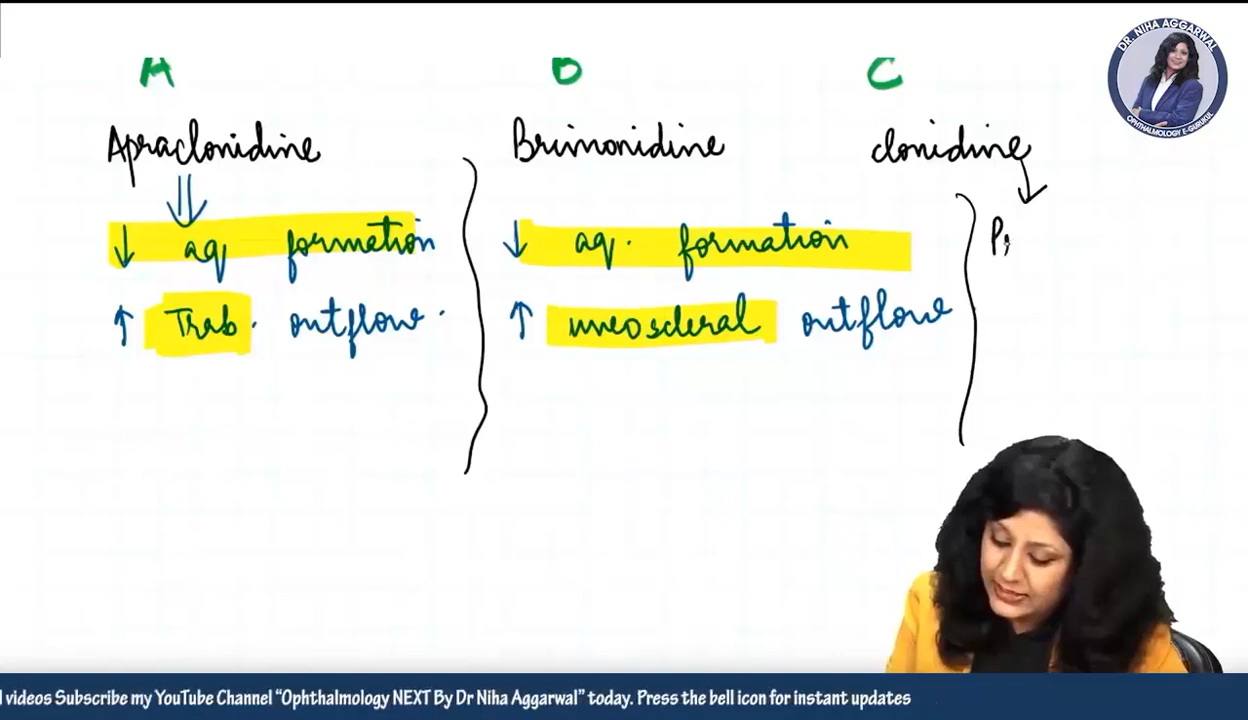 A B C
DR. NIHA AGGARWAL
OPHTHALMOLOGY E-GURUKUL
Apraclonidine
↓ aq formation
↑ Trab. outflow.
Brimonidine
↓ aq. formation
↑ uveoscleral outflow
clonidine
videos Subscribe my YouTube Channel “Ophthalmology NEXT By Dr Niha Aggarwal” today. Press the bell icon for instant updates